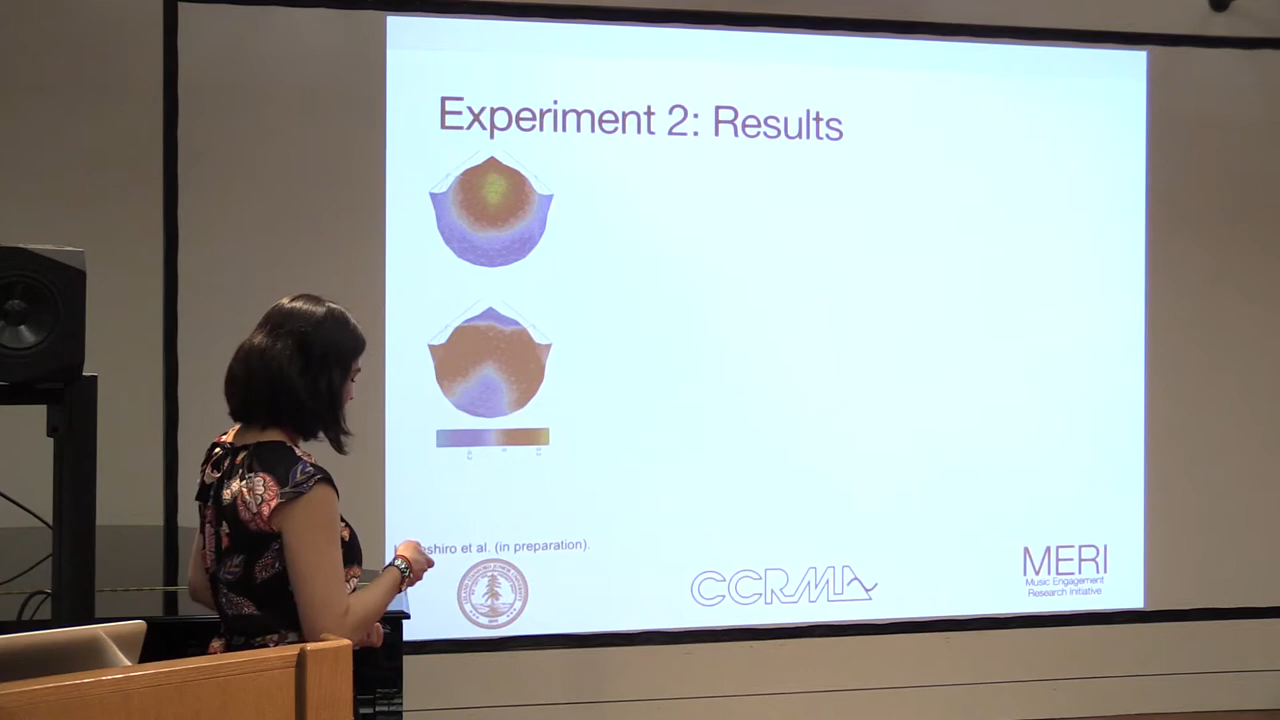 Experiment 2: Results
eshiro et al. (in preparation).
CCRMA
MERI
Music Engagement
Research Initiative